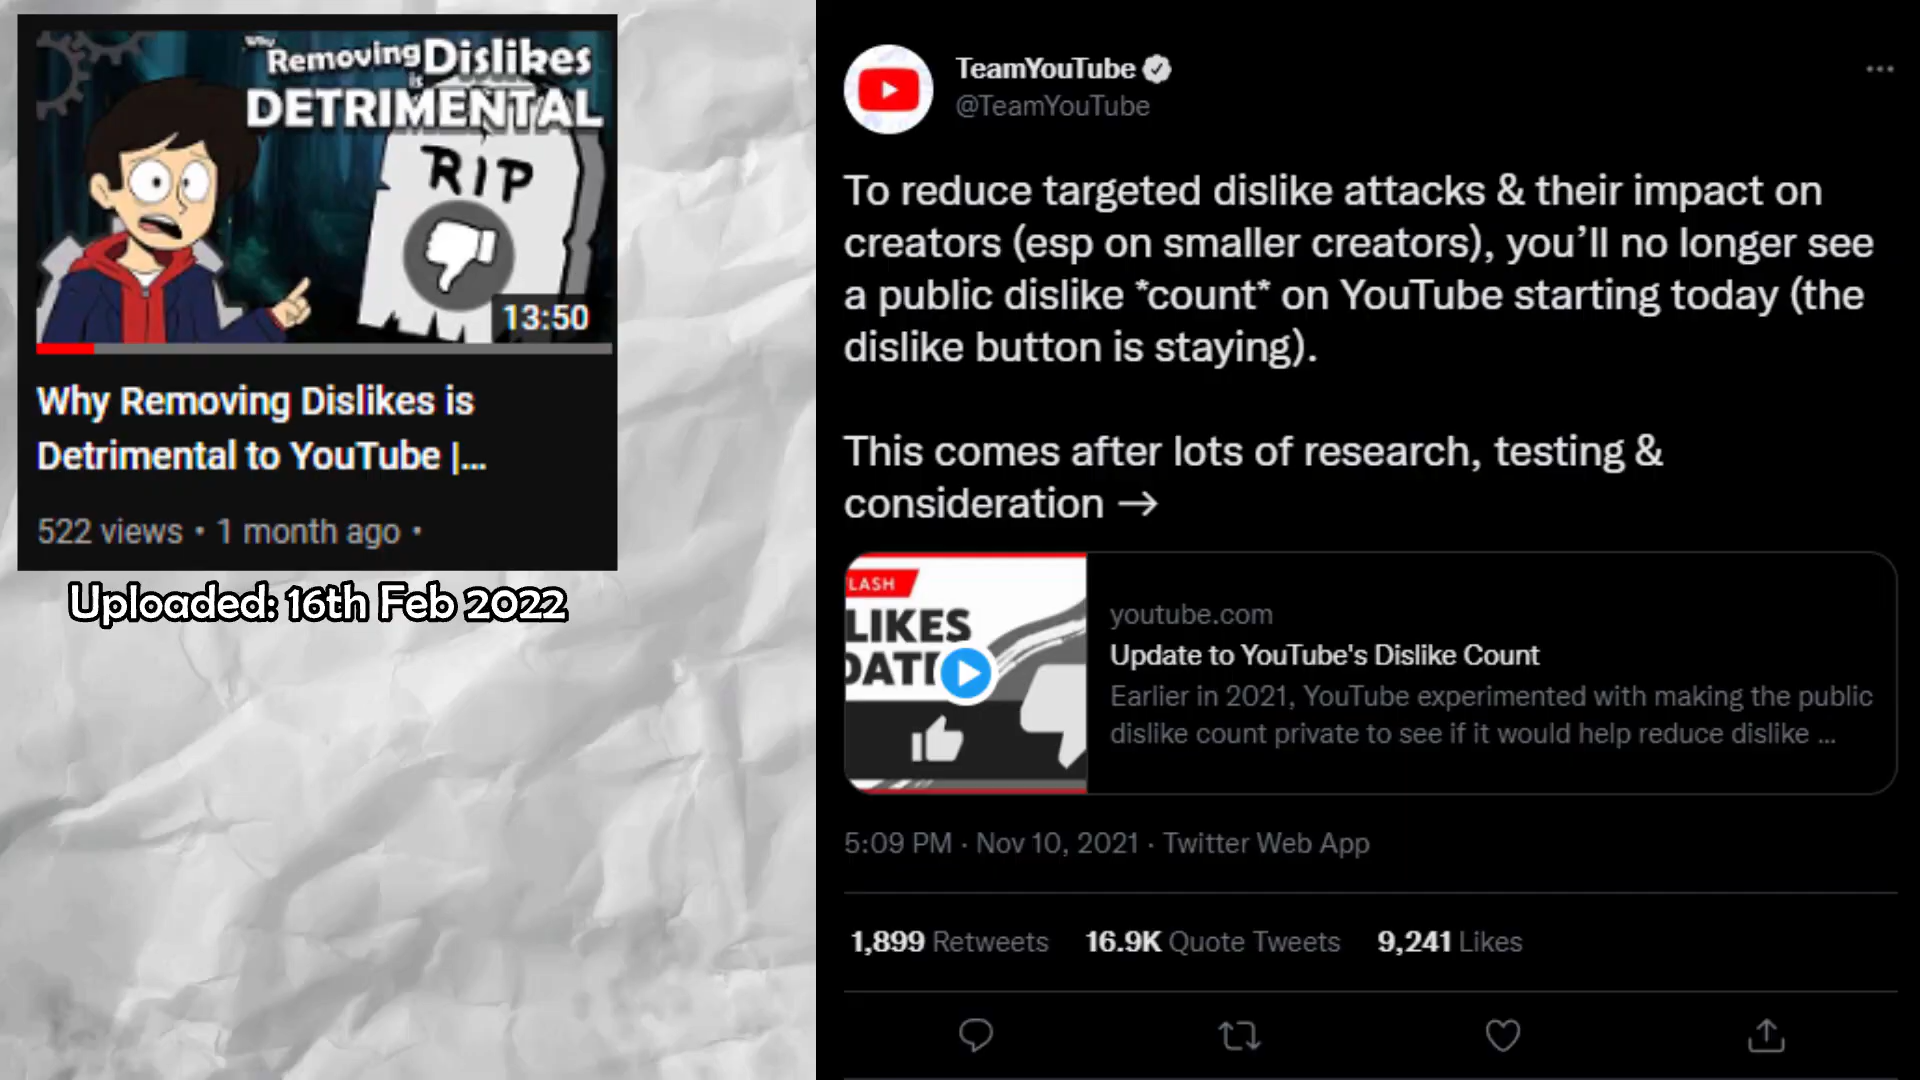 Why
Removing Dislikes
is
DETRIMENTAL
RIP
13:50
Why Removing Dislikes is
Detrimental to YouTube |...
522 views • 1 month ago •
Uploaded: 16th Feb 2022
TeamYouTube
@TeamYouTube
To reduce targeted dislike attacks & their impact on
creators (esp on smaller creators), you’ll no longer see
a public dislike *count* on YouTube starting today (the
dislike button is staying).
This comes after lots of research, testing &
consideration →
LASH
LIKES
DATE
youtube.com
Update to YouTube's Dislike Count
Earlier in 2021, YouTube experimented with making the public
dislike count private to see if it would help reduce dislike ...
5:09 PM · Nov 10, 2021 · Twitter Web App
1,899 Retweets 16.9K Quote Tweets 9,241 Likes